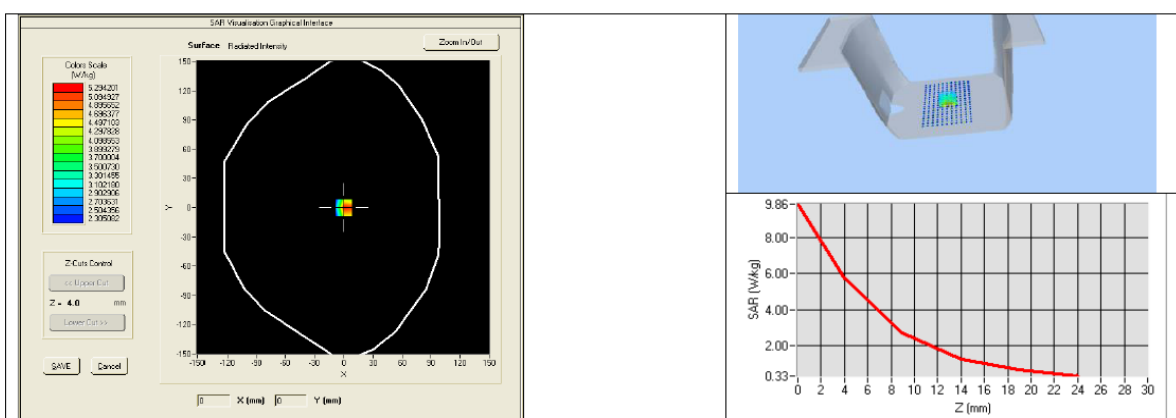 SAR Visualisation Graphical Interface
Surface Radiated Intensity
Zoom In/Out
Colors Scale
(W/kg)
5.294201
5.094927
4.895652
4.696377
4.497103
4.297828
4.098553
3.899279
3.700004
3.500730
3.301455
3.102180
2.902906
2.703631
2.504356
2.305082
150
120
90
60
30
0
-30
-60
-90
-120
-150
Y
-150 -120 -90 -60 -30 0 30 60 90 120 150
X
Z-Cuts Control
<< Upper Cut
Z = 4.0 mm
Lower Cut >>
SAVE Cancel
0 X (mm) 0 Y (mm)
9.86
8.00
6.00
4.00
2.00
0.33
SAR (W/kg)
0 2 4 6 8 10 12 14 16 18 20 22 24 26 28 30
Z (mm)